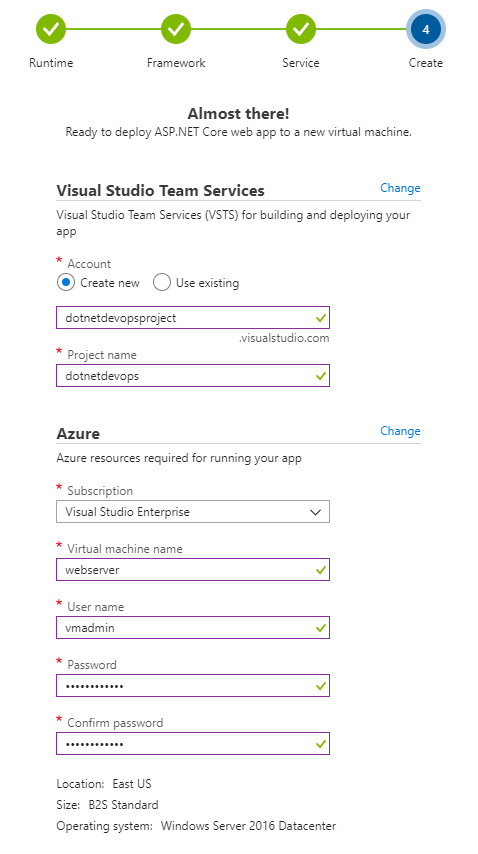 4
Runtime Framework Service Create
Almost there!
Ready to deploy ASP.NET Core web app to a new virtual machine.
Visual Studio Team Services Change
Visual Studio Team Services (VSTS) for building and deploying your
app
* Account
Create new Use existing
dotnetdevopsproject
.visualstudio.com
* Project name
dotnetdevops
Azure Change
Azure resources required for running your app
* Subscription
Visual Studio Enterprise
* Virtual machine name
webserver
* User name
vmadmin
* Password
••••••••••••
* Confirm password
••••••••••••
Location: East US
Size: B2S Standard
Operating system: Windows Server 2016 Datacenter